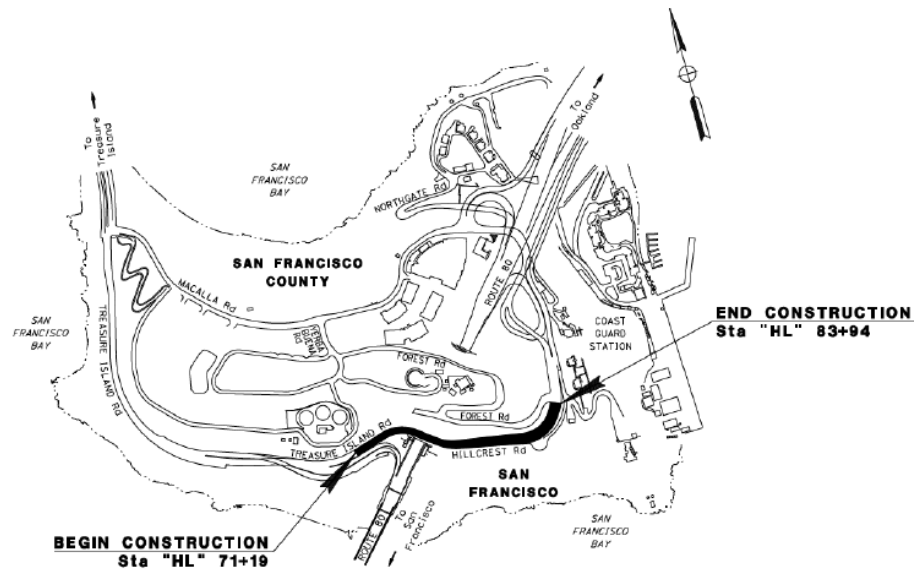 To
Oakland
To
Treasure
Island
SAN
FRANCISCO
BAY
NORTHGATE Rd
SAN FRANCISCO
COUNTY
MACALLA Rd
ROUTE 80
SAN
FRANCISCO
BAY
TREASURE ISLAND Rd
YERBA
BUENA
Rd
FOREST Rd
COAST
GUARD
STATION
END CONSTRUCTION
Sta "HL" 83+94
FOREST Rd
TREASURE ISLAND Rd
HILLCREST Rd
SAN
FRANCISCO
ROUTE 80
To
San
Francisco
SAN
FRANCISCO
BAY
BEGIN CONSTRUCTION
Sta "HL" 71+19